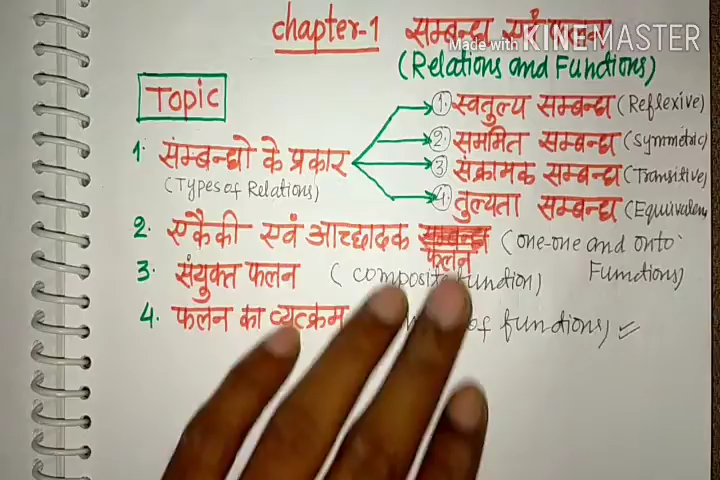 chapter-1 सम्बन्ध
Made with KINEMASTER
(Relations and Functions)
Topic
1. संम्बन्धो के प्रकार
(Types of Relations)
1. स्वतुल्य सम्बन्ध (Reflexive)
2. सममित सम्बन्ध (Symmetric)
3. संक्रामक सम्बन्ध (Transitive)
4. तुल्यता सम्बन्ध (Equivalen
2. एकैकी एवं आच्छादक सम्बन्ध (one-one and onto
फलन
Functions)
3. संयुक्त फलन (composite function)
4. फलन का व्युत्क्रम of functions)